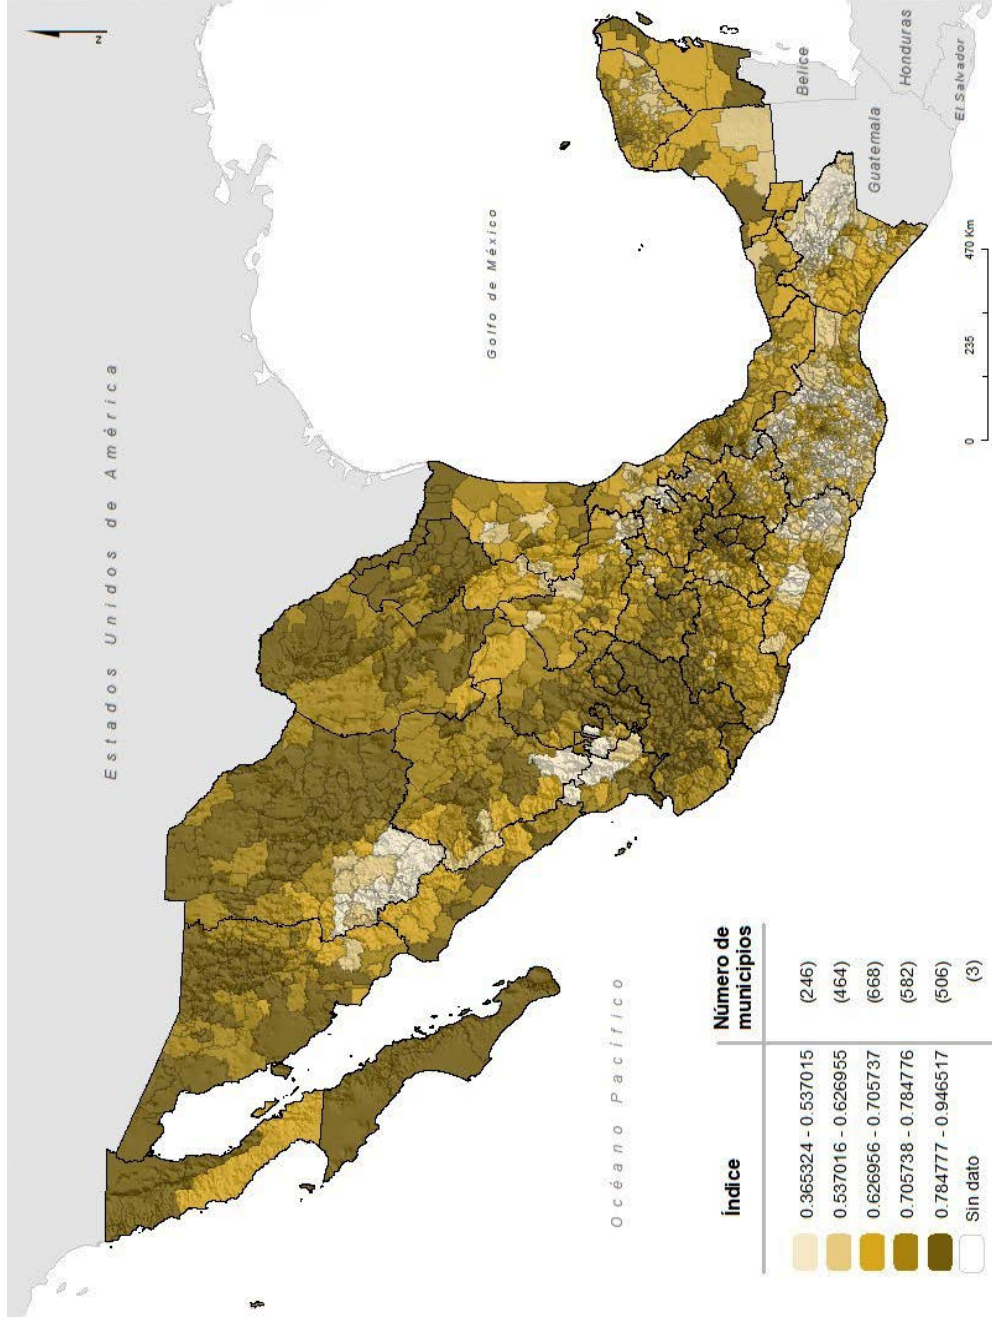 N
Estados Unidos de América
Golfo de México
Belice
Guatemala
Honduras
El Salvador
Océano Pacífico
0 235 470 Km
Índice Número de municipios
0.365324 - 0.537015 (246)
0.537016 - 0.626955 (464)
0.626956 - 0.705737 (668)
0.705738 - 0.784776 (582)
0.784777 - 0.946517 (506)
Sin dato (3)